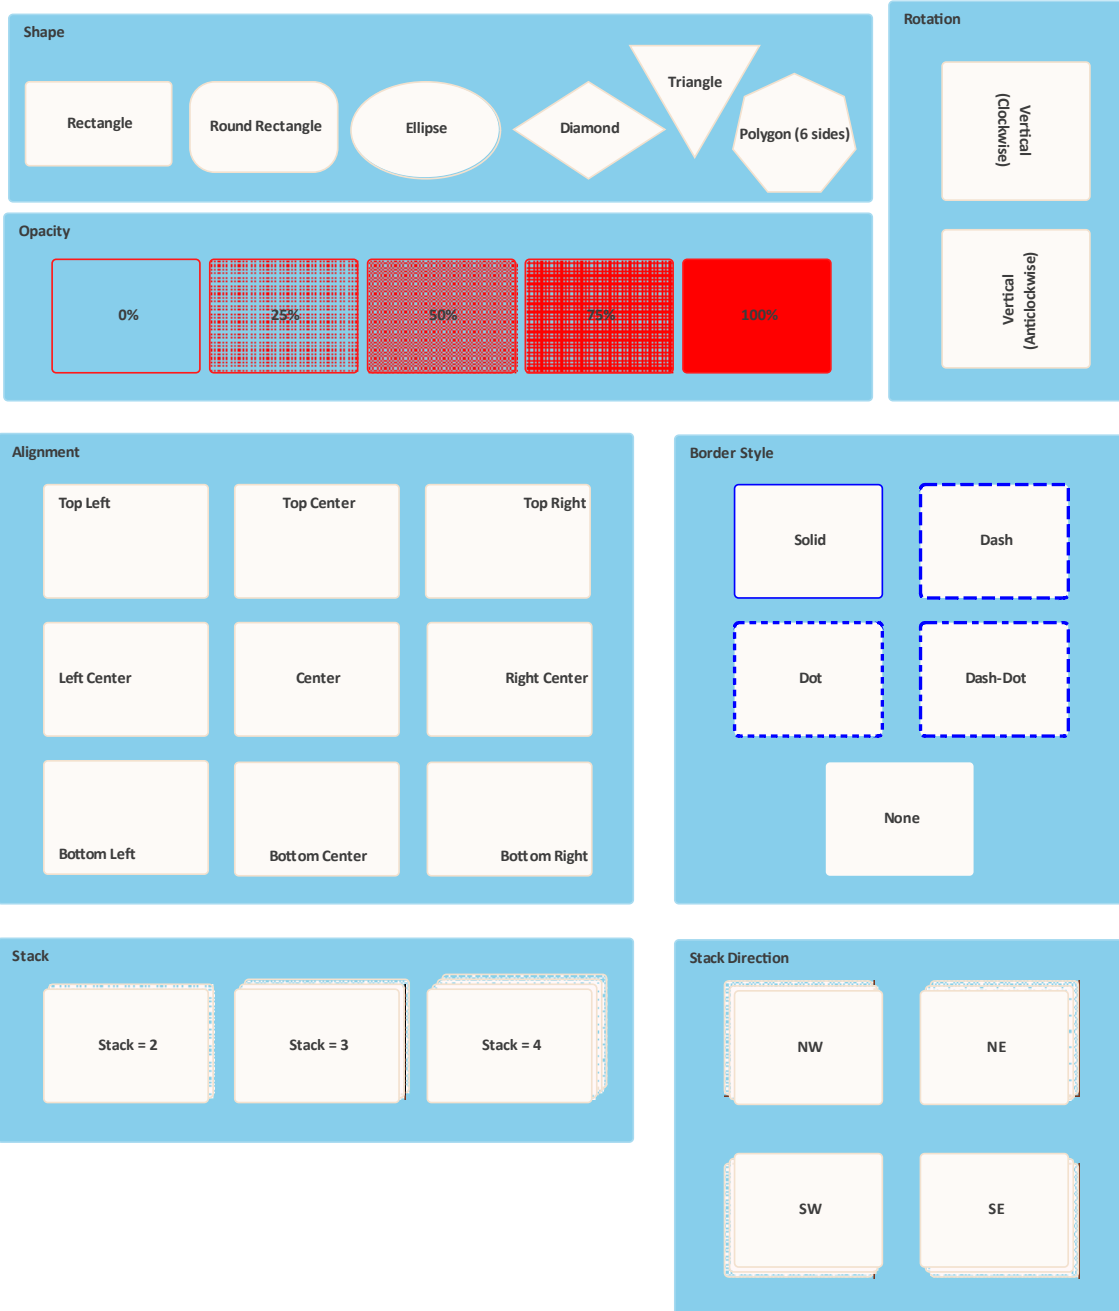 Shape
Rectangle
Round Rectangle
Ellipse
Diamond
Triangle
Polygon (6 sides)
Rotation
Vertical
(Clockwise)
Vertical
(Anticlockwise)
Opacity
0%
25%
50%
75%
100%
Alignment
Top Left
Top Center
Top Right
Left Center
Center
Right Center
Bottom Left
Bottom Center
Bottom Right
Border Style
Solid
Dash
Dot
Dash-Dot
None
Stack
Stack = 2
Stack = 3
Stack = 4
Stack Direction
NW
NE
SW
SE